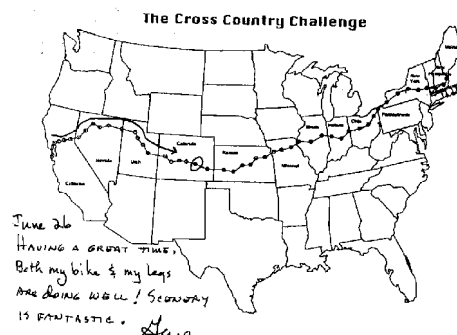 The Cross Country Challenge
Maine
New York
Pennsylvania
Ohio
Indiana
Illinois
Missouri
Kansas
Colorado
Utah
Nevada
California
June 26
HAVING A GREAT TIME.
Both my bike & my legs
ARE DOING WELL! SCENERY
IS FANTASTIC.